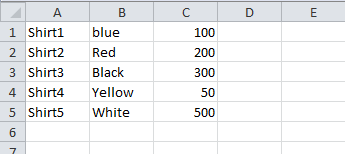 A B C D E
1 Shirt1 blue 100
2 Shirt2 Red 200
3 Shirt3 Black 300
4 Shirt4 Yellow 50
5 Shirt5 White 500
6
7